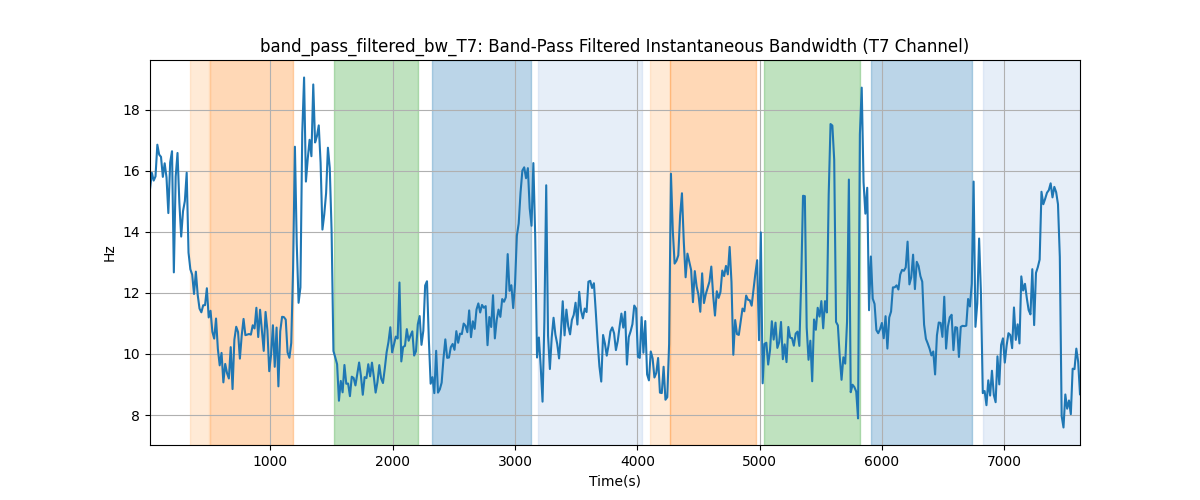 band_pass_filtered_bw_T7: Band-Pass Filtered Instantaneous Bandwidth (T7 Channel)
18
16
14
12
10
8
Hz
1000 2000 3000 4000 5000 6000 7000
Time(s)